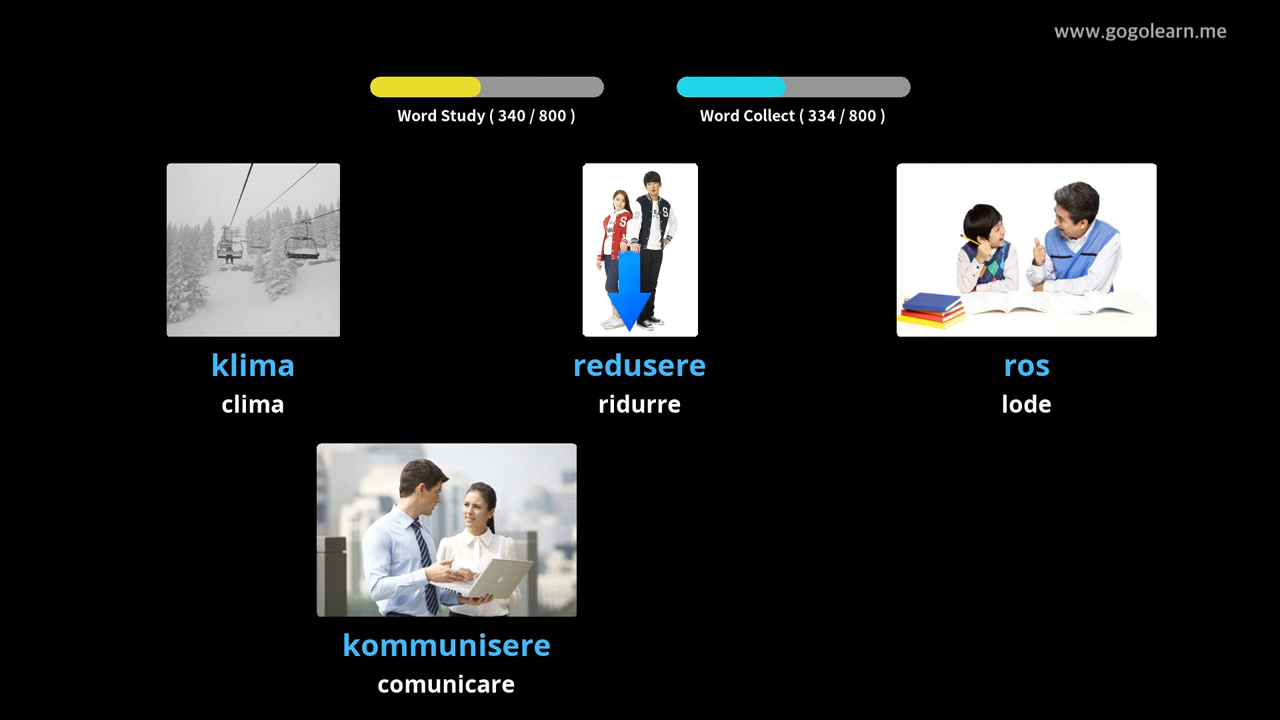 www.gogolearn.me
Word Study ( 340 / 800 )
Word Collect ( 334 / 800 )
klima
clima
redusere
ridurre
ros
lode
kommunisere
comunicare